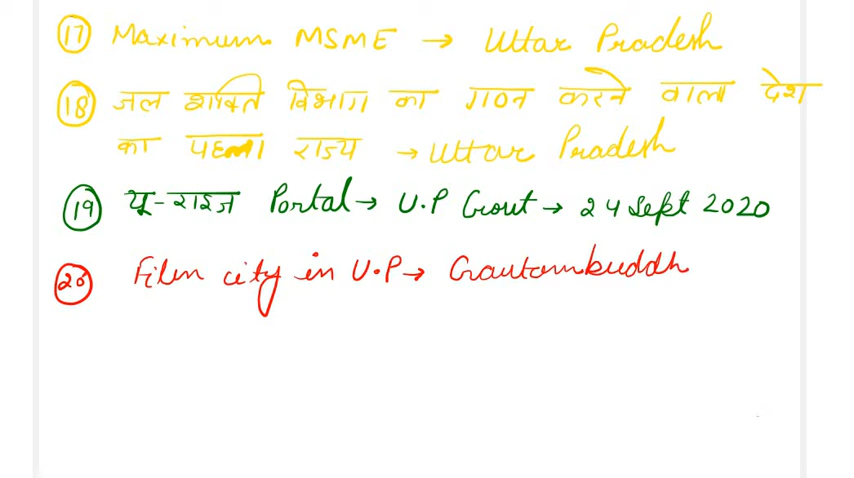 17 Maximum MSME → Uttar Pradesh
18 जल शक्ति विभाग का गठन करने वाला देश
का पहला राज्य → Uttar Pradesh
19 यू-राइज Portal → U.P Govt → 24 Sept 2020
20 Film city in U.P → Gautambuddh